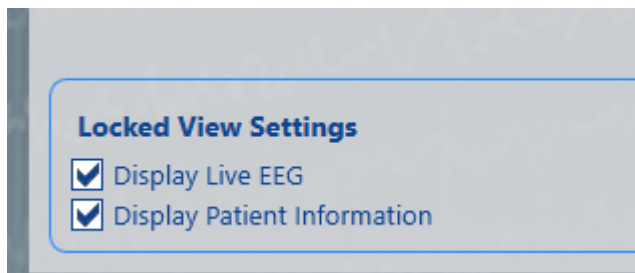 Locked View Settings
Display Live EEG
Display Patient Information